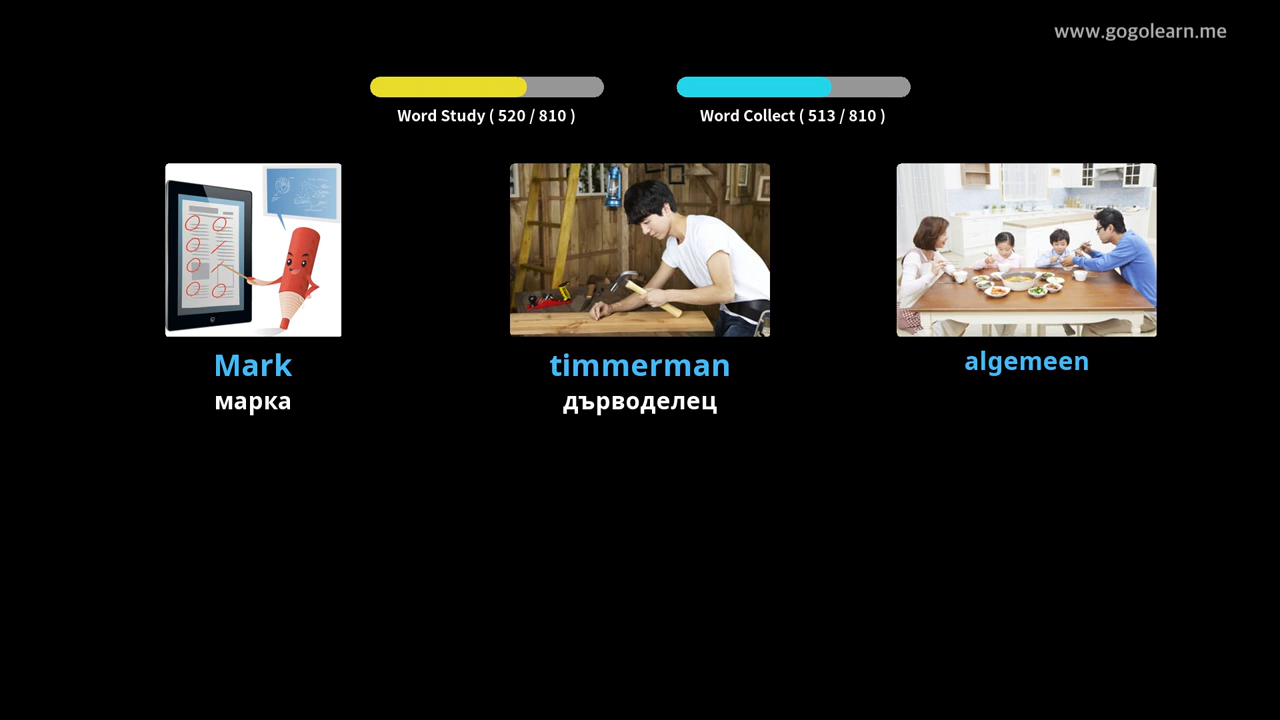 www.gogolearn.me
Word Study ( 520 / 810 )
Word Collect ( 513 / 810 )
Mark
марка
timmerman
дърводелец
algemeen